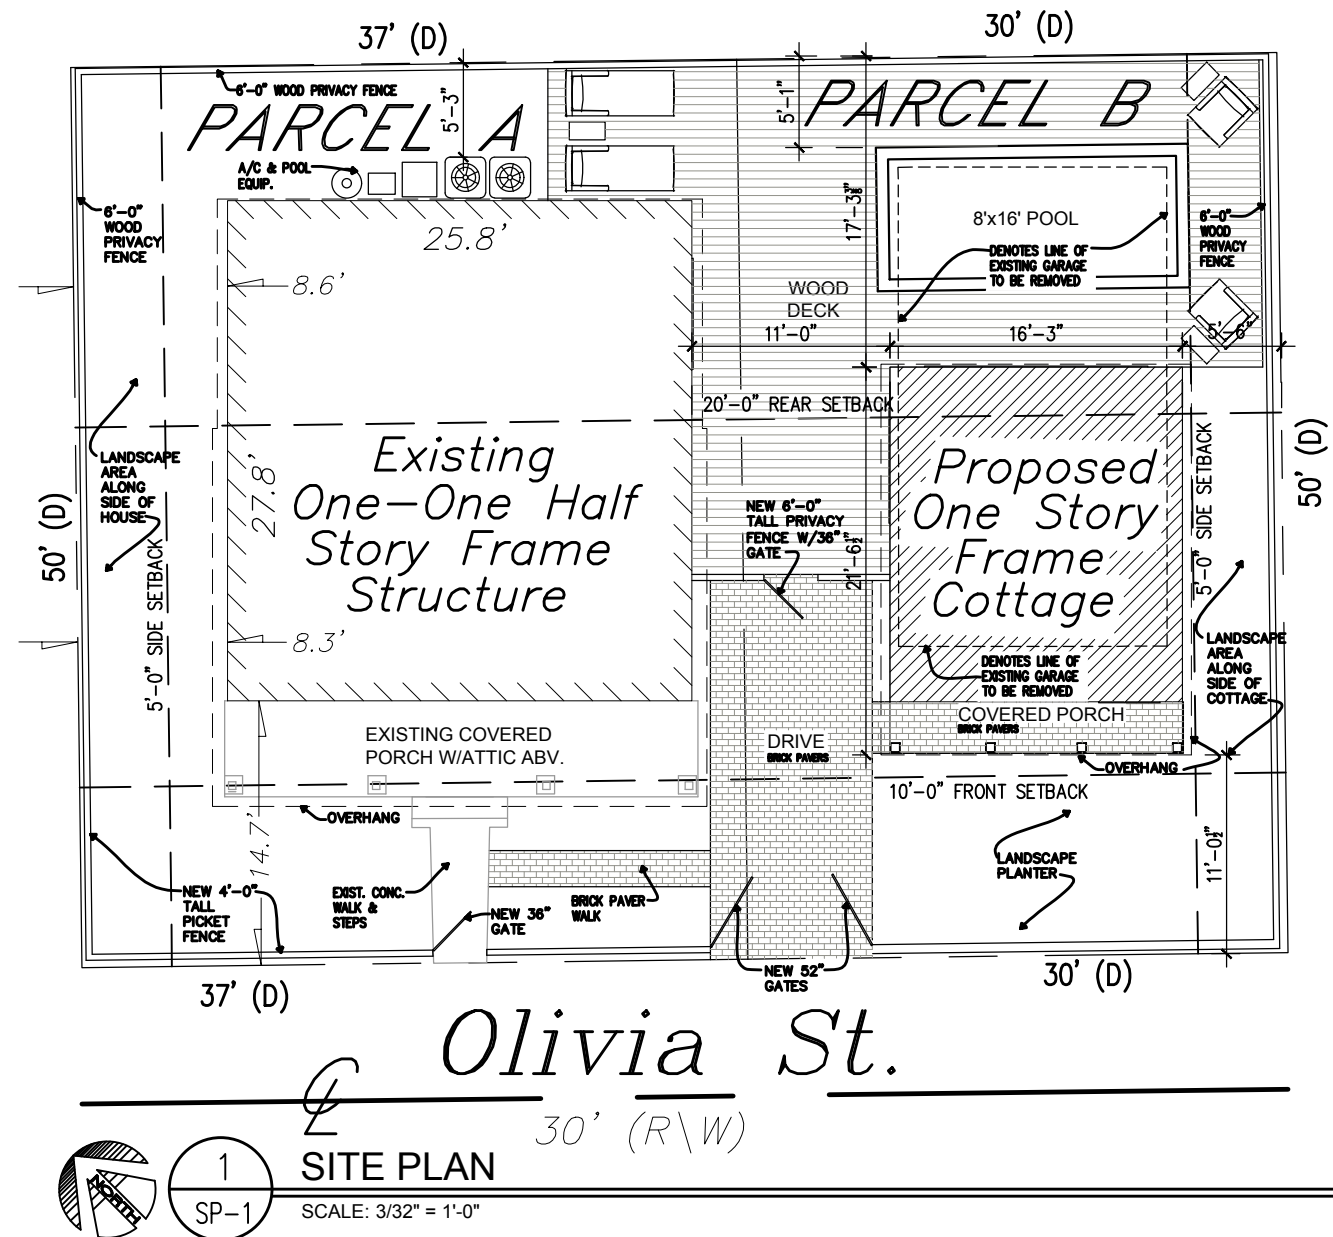 37' (D)
30' (D)
6'-0" WOOD PRIVACY FENCE
PARCEL A
5'-3"
5'-1"
PARCEL B
A/C & POOL
EQUIP.
6'-0"
WOOD
PRIVACY
FENCE
25.8'
17'-3⅞"
8'x16' POOL
DENOTES LINE OF
EXISTING GARAGE
TO BE REMOVED
6'-0"
WOOD
PRIVACY
FENCE
8.6'
WOOD
DECK
11'-0"
16'-3"
5'-6"
20'-0" REAR SETBACK
LANDSCAPE
AREA
ALONG
SIDE OF
HOUSE
27.8'
Existing
One-One Half
Story Frame
Structure
Proposed
One Story
Frame
Cottage
50' (D)
50' (D)
5'-0" SIDE SETBACK
5'-0" SIDE SETBACK
NEW 6'-0"
TALL PRIVACY
FENCE W/36"
GATE
21'-6½"
8.3'
DENOTES LINE OF
EXISTING GARAGE
TO BE REMOVED
LANDSCAPE
AREA
ALONG
SIDE OF
COTTAGE
EXISTING COVERED
PORCH W/ATTIC ABV.
DRIVE
BRICK PAVERS
COVERED PORCH
BRICK PAVERS
OVERHANG
10'-0" FRONT SETBACK
OVERHANG
14.7'
11'-0½"
LANDSCAPE
PLANTER
NEW 4'-0"
TALL
PICKET
FENCE
EXIST. CONC.
WALK &
STEPS
NEW 36"
GATE
BRICK PAVER
WALK
NEW 52"
GATES
37' (D)
30' (D)
Olivia St.
℄
30' (R\W)
NORTH
1
SP-1
SITE PLAN
SCALE: 3/32" = 1'-0"